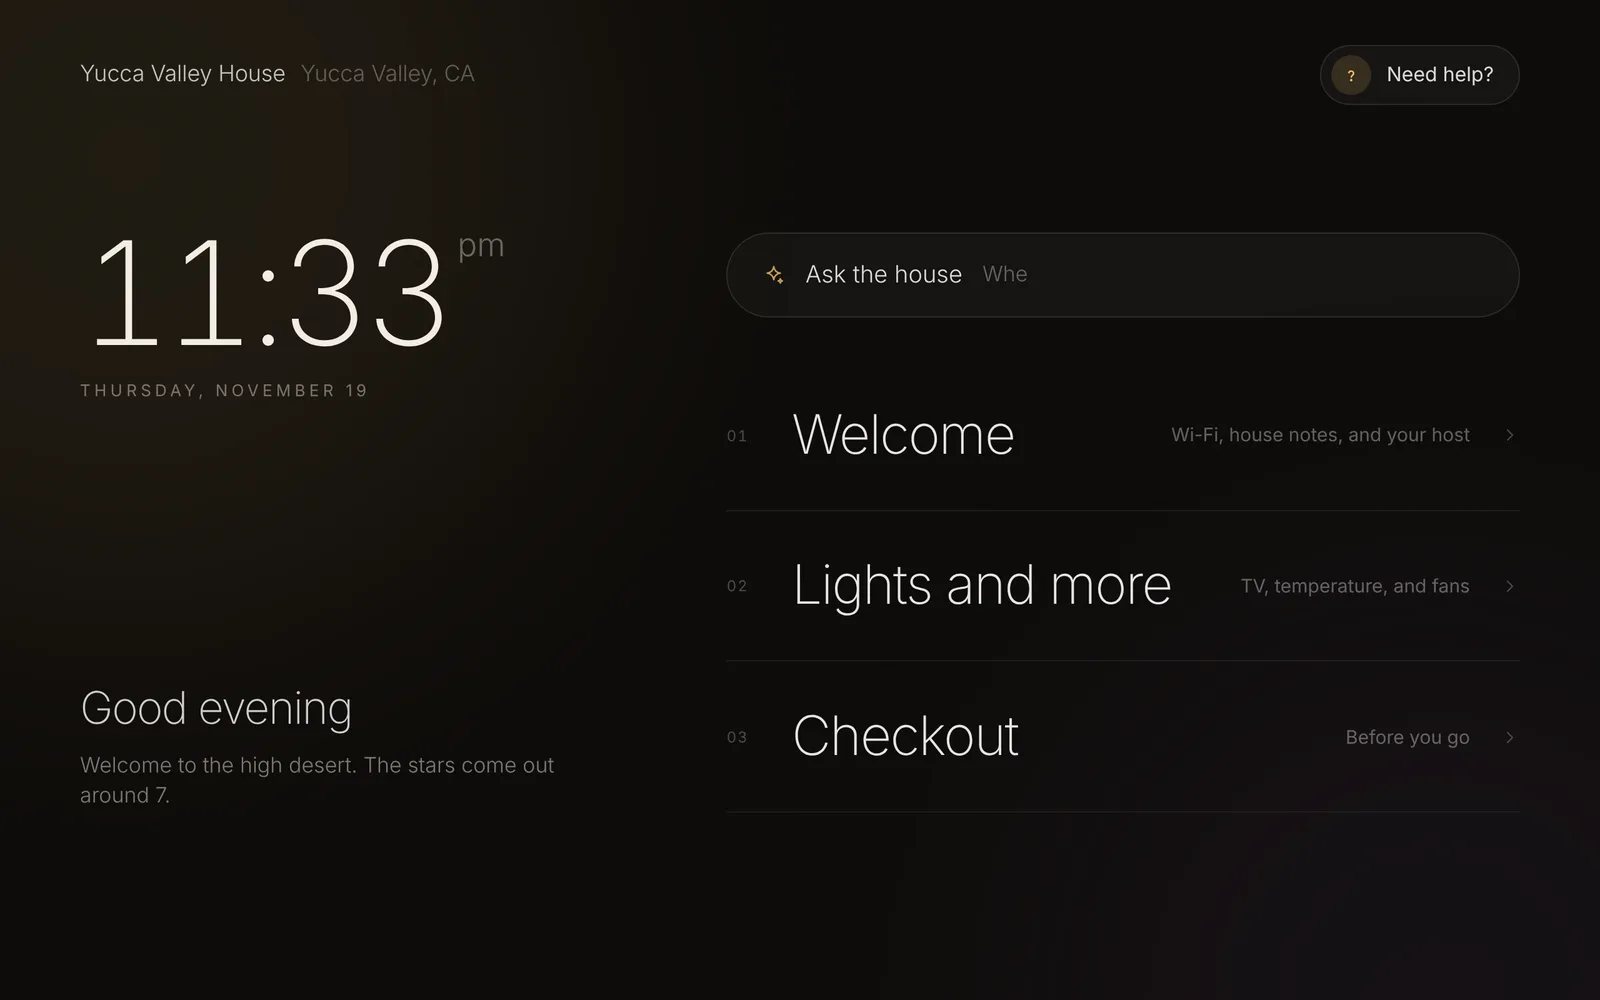 Yucca Valley House Yucca Valley, CA
? Need help?
11:33 pm
THURSDAY, NOVEMBER 19
Good evening
Welcome to the high desert. The stars come out
around 7.
Ask the house Whe
01 Welcome Wi-Fi, house notes, and your host
02 Lights and more TV, temperature, and fans
03 Checkout Before you go